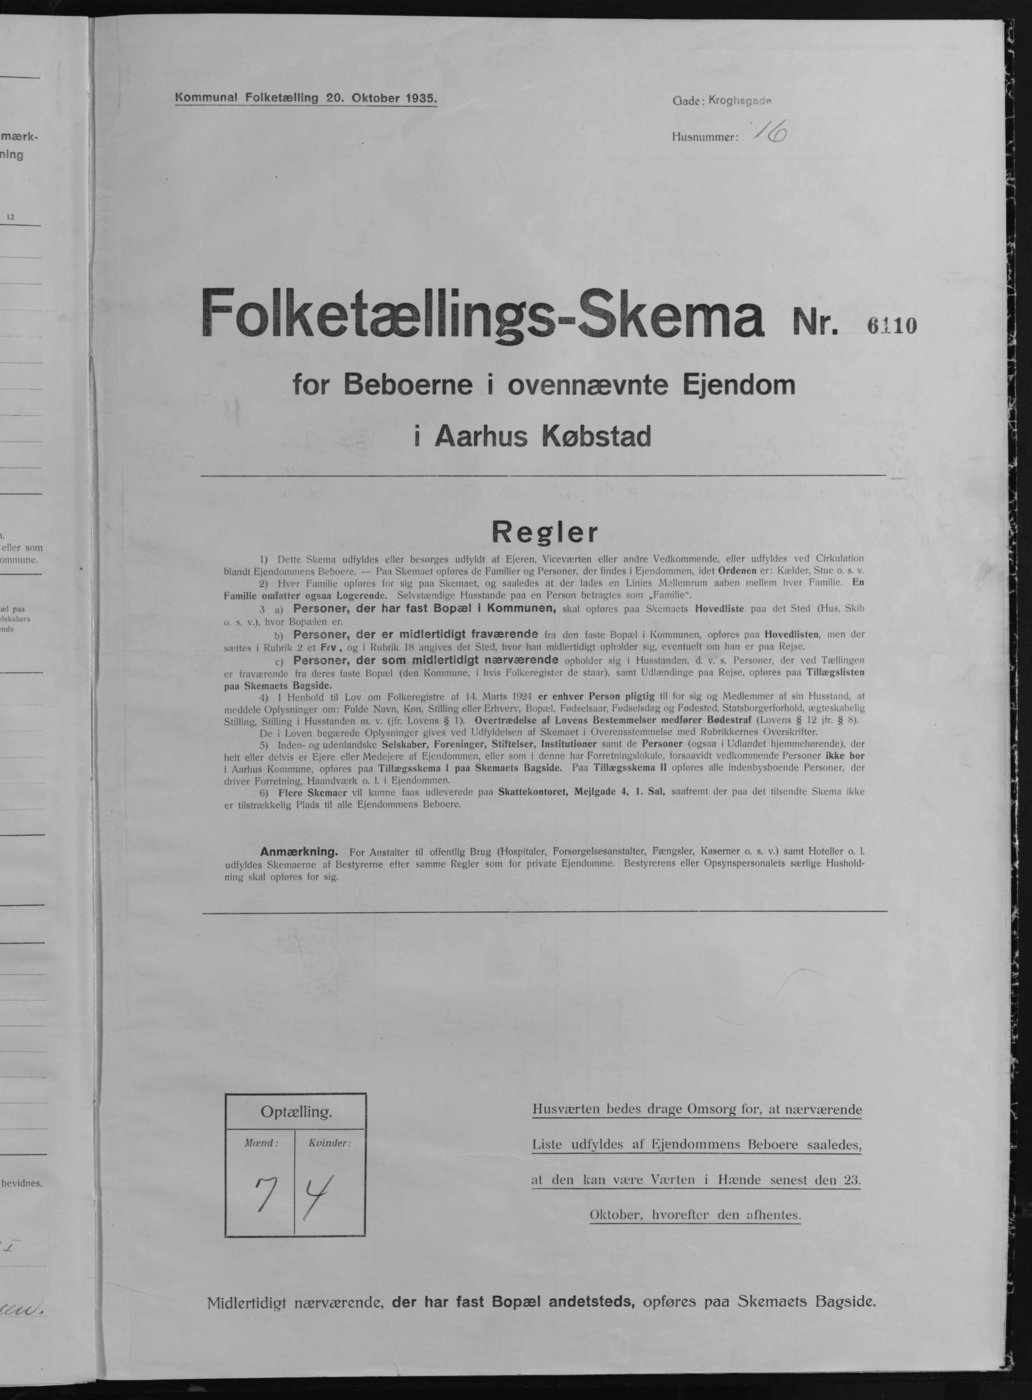 mærk-
ning
12
eller som
ommune.
æl paa
elskabers
ende
bevidnes.
Kommunal Folketælling 20. Oktober 1935.
Gade: Kroghsgade
Husnummer: 16
Folketællings-Skema Nr. 6110
for Beboerne i ovennævnte Ejendom
i Aarhus Købstad
Regler
1) Dette Skema udfyldes eller besørges udfyldt af Ejeren, Viceværten eller andre Vedkommende, eller udfyldes ved Cirkulation
blandt Ejendommens Beboere. — Paa Skemaet opføres de Familier og Personer, der findes i Ejendommen, idet Ordenen er: Kælder, Stue o. s. v.
2) Hver Familie opføres for sig paa Skemaet, og saaledes at der lades en Linies Mellemrum aaben mellem hver Familie. En
Familie omfatter ogsaa Logerende. Selvstændige Husstande paa en Person betragtes som „Familie“.
3 a) Personer, der har fast Bopæl i Kommunen, skal opføres paa Skemaets Hovedliste paa det Sted (Hus, Skib
o. s. v.), hvor Bopælen er.
b) Personer, der er midlertidigt fraværende fra den faste Bopæl i Kommunen, opføres paa Hovedlisten, men der
sættes i Rubrik 2 et Frv, og i Rubrik 18 angives det Sted, hvor han midlertidigt opholder sig, eventuelt om han er paa Rejse.
c) Personer, der som midlertidigt nærværende opholder sig i Husstanden, d. v. s. Personer, der ved Tællingen
er fraværende fra deres faste Bopæl (den Kommune, i hvis Folkeregister de staar), samt Udlændinge paa Rejse, opføres paa Tillægslisten
paa Skemaets Bagside.
4) I Henhold til Lov om Folkeregistre af 14. Marts 1924 er enhver Person pligtig til for sig og Medlemmer af sin Husstand, at
meddele Oplysninger om: Fulde Navn, Køn, Stilling eller Erhverv, Bopæl, Fødselsaar, Fødselsdag og Fødested, Statsborgerforhold, ægteskabelig
Stilling, Stilling i Husstanden m. v. (jfr. Lovens § 1). Overtrædelse af Lovens Bestemmelser medfører Bødestraf (Lovens § 12 jfr. § 8).
De i Loven begærede Oplysninger gives ved Udfyldelsen af Skemaet i Overensstemmelse med Rubrikkernes Overskrifter.
5) Inden- og udenlandske Selskaber, Foreninger, Stiftelser, Institutioner samt de Personer (ogsaa i Udlandet hjemmehørende), der
helt eller delvis er Ejere eller Medejere af Ejendommen, eller som i denne har Forretningslokale, forsaavidt vedkommende Personer ikke bor
i Aarhus Kommune, opføres paa Tillægsskema I paa Skemaets Bagside. Paa Tillægsskema II opføres alle indenbysboende Personer, der
driver Forretning, Haandværk o. l. i Ejendommen.
6) Flere Skemaer vil kunne faas udleverede paa Skattekontoret, Mejlgade 4, 1. Sal, saafremt der paa det tilsendte Skema ikke
er tilstrækkelig Plads til alle Ejendommens Beboere.
Anmærkning. For Anstalter til offentlig Brug (Hospitaler, Forsørgelsesanstalter, Fængsler, Kaserner o. s. v.) samt Hoteller o. l.
udfyldes Skemaerne af Bestyrerne efter samme Regler som for private Ejendomme. Bestyrerens eller Opsynspersonalets særlige Hushold-
ning skal opføres for sig.
Optælling.
Mænd: Kvinder:
7 4
Husværten bedes drage Omsorg for, at nærværende
Liste udfyldes af Ejendommens Beboere saaledes,
at den kan være Værten i Hænde senest den 23.
Oktober, hvorefter den afhentes.
Midlertidigt nærværende, der har fast Bopæl andetsteds, opføres paa Skemaets Bagside.